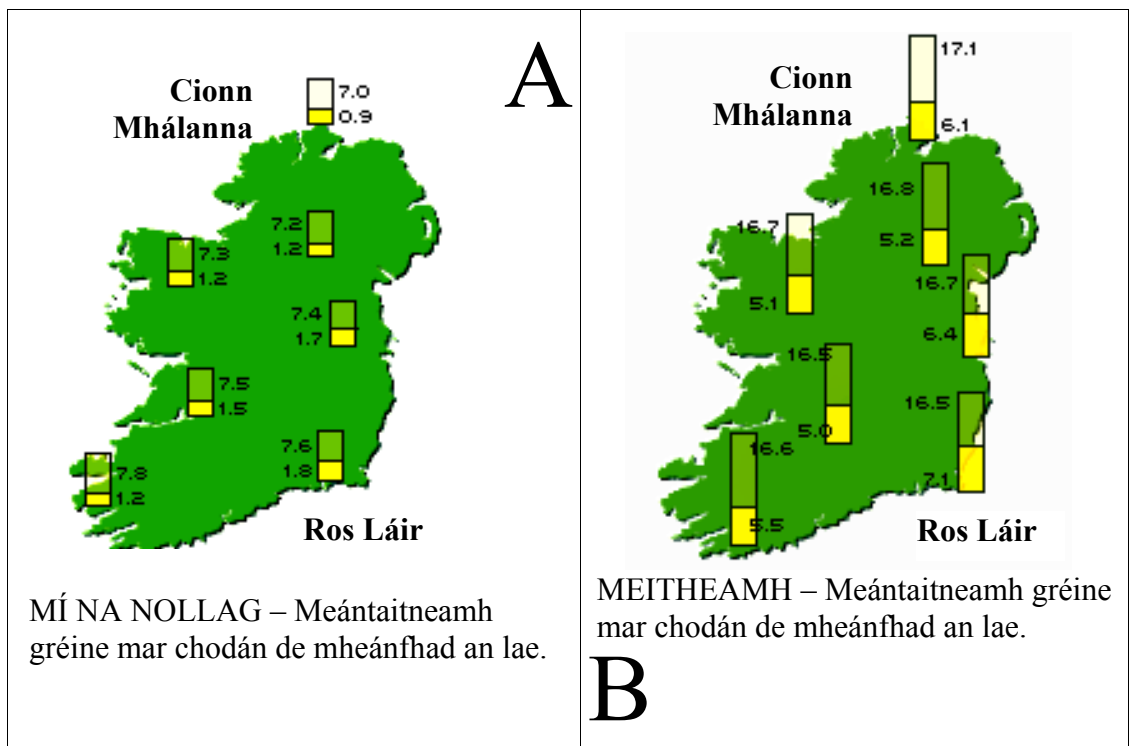 A
Cionn
Mhálanna
7.0
0.9
7.2
1.2
7.3
1.2
7.4
1.7
7.5
1.5
7.6
1.8
7.8
1.2
Ros Láir
MÍ NA NOLLAG – Meántaitneamh
gréine mar chodán de mheánfhad an lae.
Cionn
Mhálanna
17.1
6.1
16.8
5.2
16.7
5.1
16.7
6.4
16.5
5.0
16.5
7.1
16.6
5.5
Ros Láir
MEITHEAMH – Meántaitneamh gréine
mar chodán de mheánfhad an lae.
B